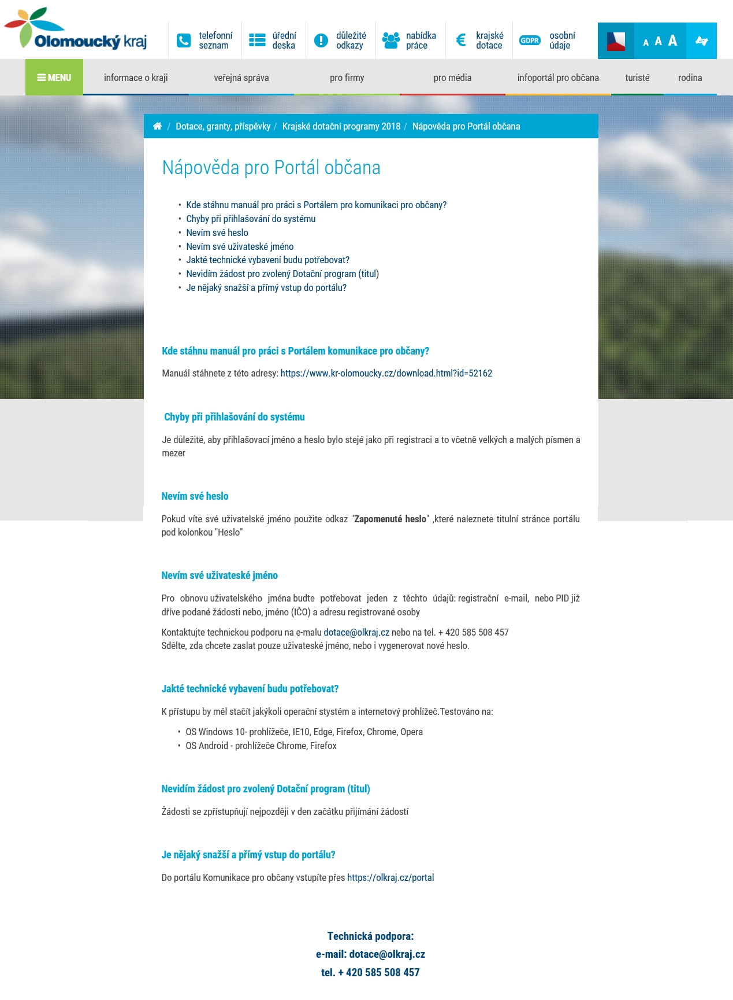 Olomoucký kraj
telefonní
seznam
úřední
deska
důležité
odkazy
nabídka
práce
krajské
dotace
GDPR
osobní
údaje
A A A
MENU
informace o kraji
veřejná správa
pro firmy
pro média
infoportál pro občana
turisté
rodina
/ Dotace, granty, příspěvky / Krajské dotační programy 2018 / Nápověda pro Portál občana
Nápověda pro Portál občana
• Kde stáhnu manuál pro práci s Portálem pro komunikaci pro občany?
• Chyby při přihlašování do systému
• Nevím své heslo
• Nevím své uživateské jméno
• Jakté technické vybavení budu potřebovat?
• Nevidím žádost pro zvolený Dotační program (titul)
• Je nějaký snažší a přímý vstup do portálu?
Kde stáhnu manuál pro práci s Portálem komunikace pro občany?
Manuál stáhnete z této adresy: https://www.kr-olomoucky.cz/download.html?id=52162
Chyby při přihlašování do systému
Je důležité, aby přihlašovací jméno a heslo bylo stejé jako při registraci a to včetně velkých a malých písmen a
mezer
Nevím své heslo
Pokud víte své uživatelské jméno použite odkaz "Zapomenuté heslo" ,které naleznete titulní stránce portálu
pod kolonkou "Heslo"
Nevím své uživateské jméno
Pro obnovu uživatelského jména budte potřebovat jeden z těchto údajů: registrační e-mail, nebo PID již
dříve podané žádosti nebo, jméno (IČO) a adresu registrované osoby
Kontaktujte technickou podporu na e-malu dotace@olkraj.cz nebo na tel. + 420 585 508 457
Sdělte, zda chcete zaslat pouze uživateské jméno, nebo i vygenerovat nové heslo.
Jakté technické vybavení budu potřebovat?
K přístupu by měl stačít jakýkoli operační stystém a internetový prohlížeč.Testováno na:
• OS Windows 10- prohlížeče, IE10, Edge, Firefox, Chrome, Opera
• OS Android - prohlížeče Chrome, Firefox
Nevidím žádost pro zvolený Dotační program (titul)
Žádosti se zpřístupňují nejpozději v den začátku přijímání žádostí
Je nějaký snažší a přímý vstup do portálu?
Do portálu Komunikace pro občany vstupíte přes https://olkraj.cz/portal
Technická podpora:
e-mail: dotace@olkraj.cz
tel. + 420 585 508 457